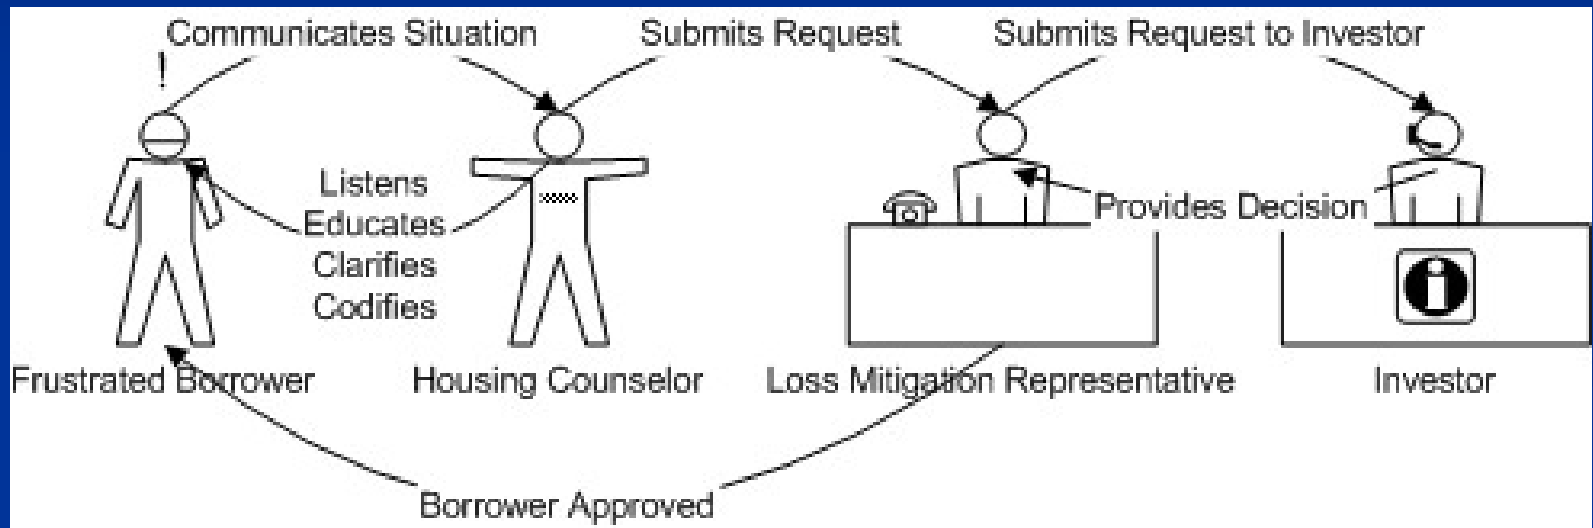 Communicates Situation
Submits Request
Submits Request to Investor
!
Listens
Educates
Clarifies
Codifies
Provides Decision
i
Frustrated Borrower
Housing Counselor
Loss Mitigation Representative
Investor
Borrower Approved